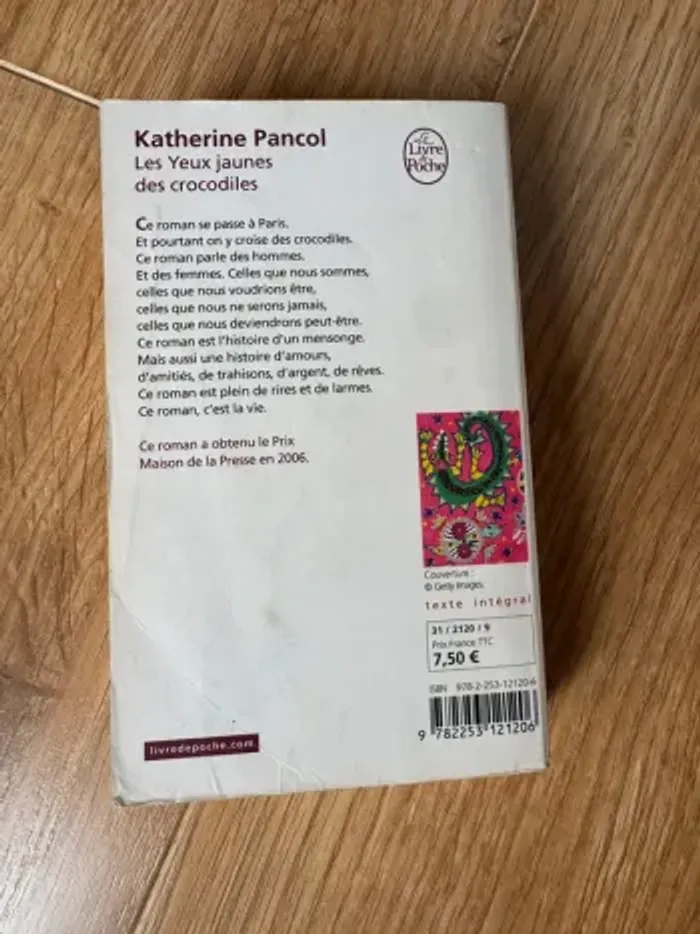 Katherine Pancol
Les Yeux jaunes
des crocodiles
Le
Livre
de
Poche
Ce roman se passe à Paris.
Et pourtant on y croise des crocodiles.
Ce roman parle des hommes.
Et des femmes. Celles que nous sommes,
celles que nous voudrions être,
celles que nous ne serons jamais,
celles que nous deviendrons peut-être.
Ce roman est l'histoire d'un mensonge.
Mais aussi une histoire d'amours,
d'amitiés, de trahisons, d'argent, de rêves.
Ce roman est plein de rires et de larmes.
Ce roman, c'est la vie.
Ce roman a obtenu le Prix
Maison de la Presse en 2006.
Couverture :
© Getty Images.
texte intégral
31 / 2120 / 9
Prix France TTC
7,50 €
ISBN 978-2-253-12120-6
9 782253 121206
livredepoche.com